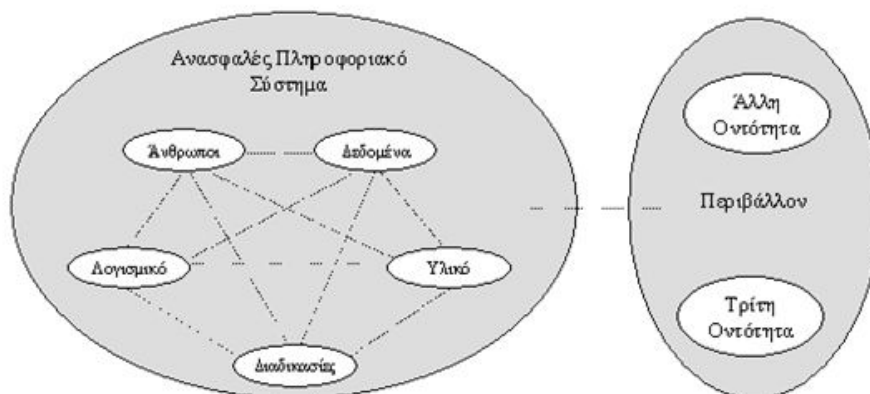 Ανασφαλές Πληροφοριακό
Σύστημα
Άνθρωποι
Δεδομένα
Λογισμικό
Υλικό
Διαδικασίες
Άλλη
Οντότητα
Περιβάλλον
Τρίτη
Οντότητα